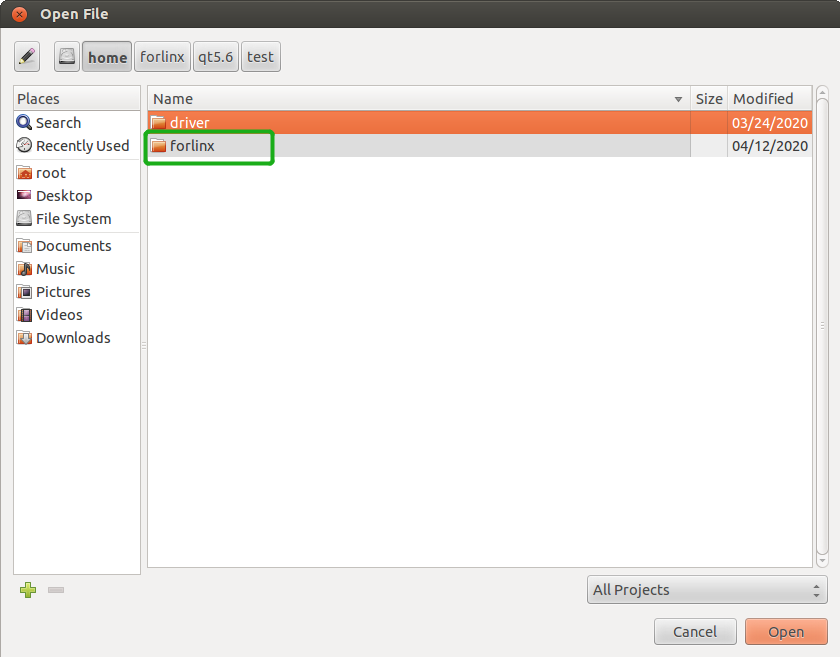 Open File
home forlinx qt5.6 test
Places
Search
Recently Used
root
Desktop
File System
Documents
Music
Pictures
Videos
Downloads
Name Size Modified
driver 03/24/2020
forlinx 04/12/2020
All Projects
Cancel Open